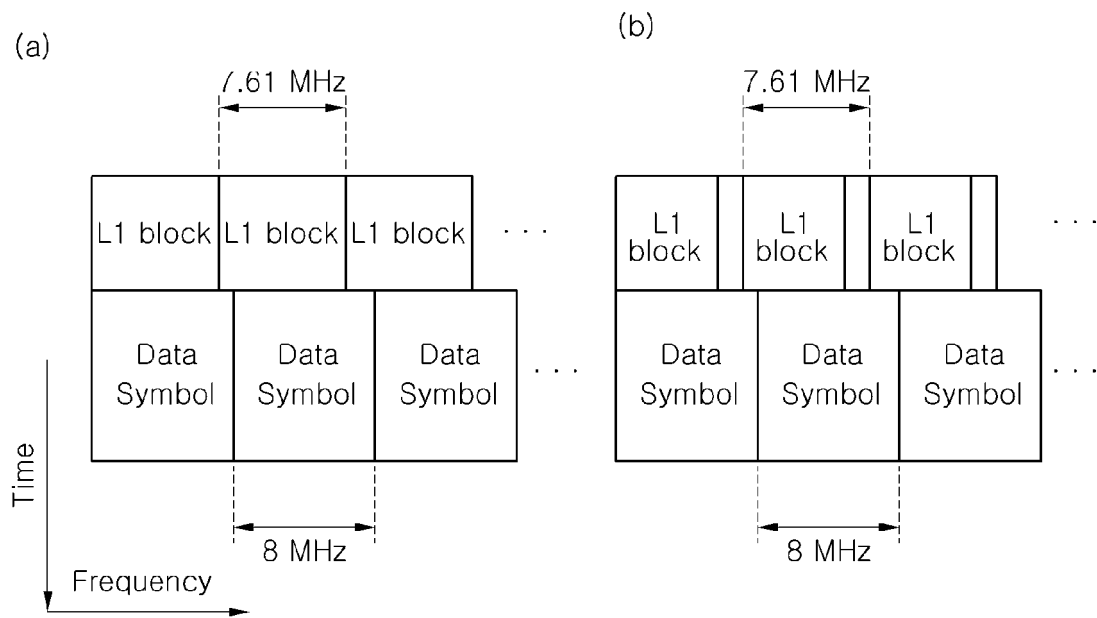 (a)
7.61 MHz
L1 block L1 block L1 block . . .
Data Symbol
Data Symbol
Data Symbol
. . .
8 MHz
(b)
7.61 MHz
L1 block
L1 block
L1 block
. . .
Data Symbol
Data Symbol
Data Symbol
. . .
8 MHz
Time
Frequency